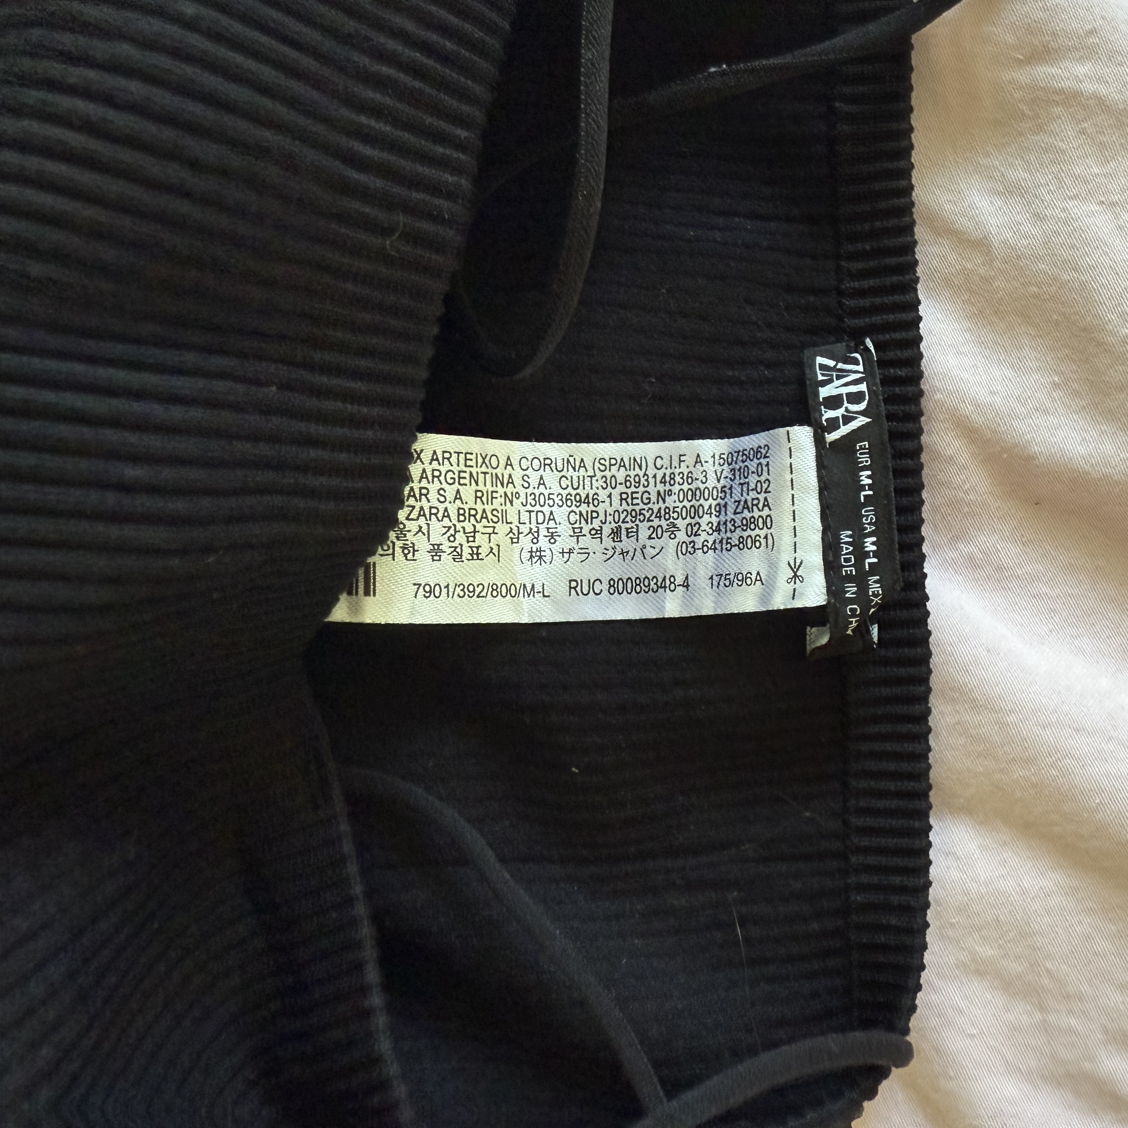 X ARTEIXO A CORUÑA (SPAIN) C.I.F. A-15075062
ARGENTINA S.A. CUIT:30-69314836-3 V-310-01
AR S.A. RIF:NºJ30536946-1 REG.Nº:0000051 TI-02
ZARA BRASIL LTDA. CNPJ:02952485000491 ZARA
울시 강남구 삼성동 무역센터 20층 02-3413-9800
의한 품질표시 (株) ザラ・ジャパン (03-6415-8061)
7901/392/800/M-L RUC 80089348-4 175/96A
ZARA
EUR M-L USA M-L MEX
MADE IN CH